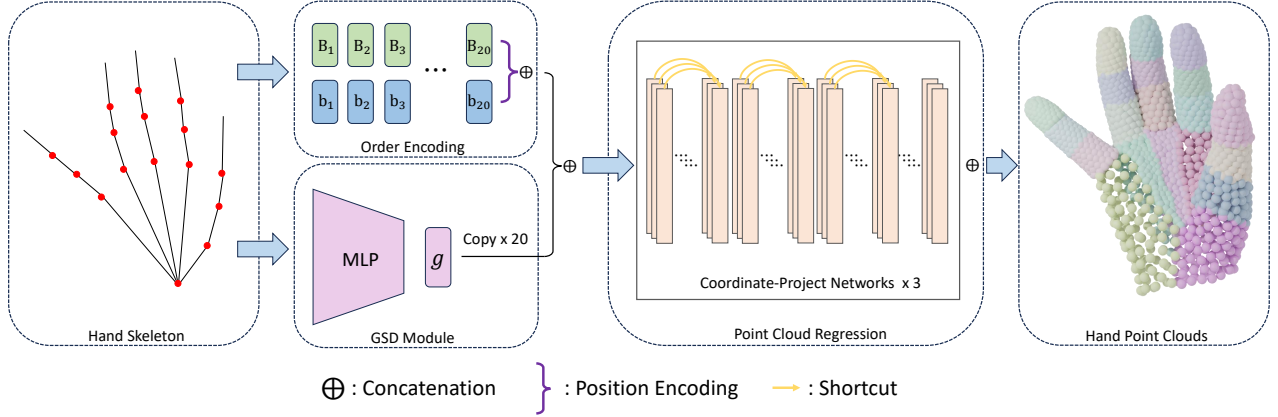 B₁ B₂ B₃ ... B₂₀
b₁ b₂ b₃ b₂₀
⊕
Order Encoding
⊕
MLP
g
Copy x 20
GSD Module
Hand Skeleton
Coordinate-Project Networks x 3
Point Cloud Regression
⊕
Hand Point Clouds
⊕ : Concatenation } : Position Encoding → : Shortcut